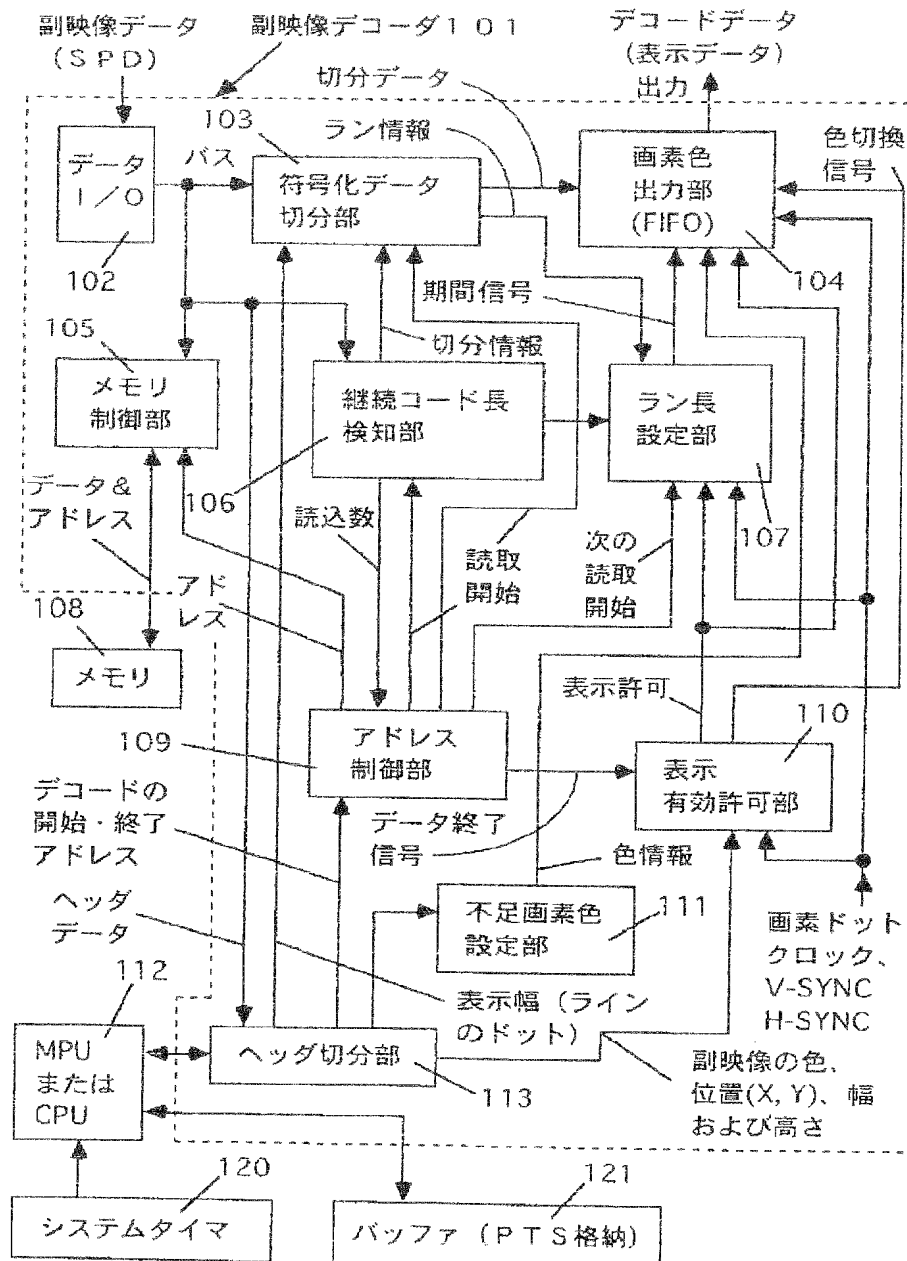 副映像データ
(SPD)
副映像デコーダ101
デコードデータ
(表示データ)
出力
切分データ
ラン情報
103
色切換
信号
データ
I/O
バス
符号化データ
切分部
画素色
出力部
(FIFO)
102
104
期間信号
105
切分情報
メモリ
制御部
継続コード長
検知部
ラン長
設定部
データ&
アドレス
106
読込数
読取
開始
次の
読取
開始
107
アド
レス
108
メモリ
表示許可
110
109
アドレス
制御部
表示
有効許可部
デコードの
開始・終了
アドレス
データ終了
信号
色情報
ヘッダ
データ
不足画素色
設定部
111
画素ドット
クロック、
V-SYNC
H-SYNC
112
表示幅(ライン
のドット)
MPU
または
CPU
ヘッダ切分部
113
副映像の色、
位置(X, Y)、幅
および高さ
120
システムタイマ
121
バッファ(PTS格納)